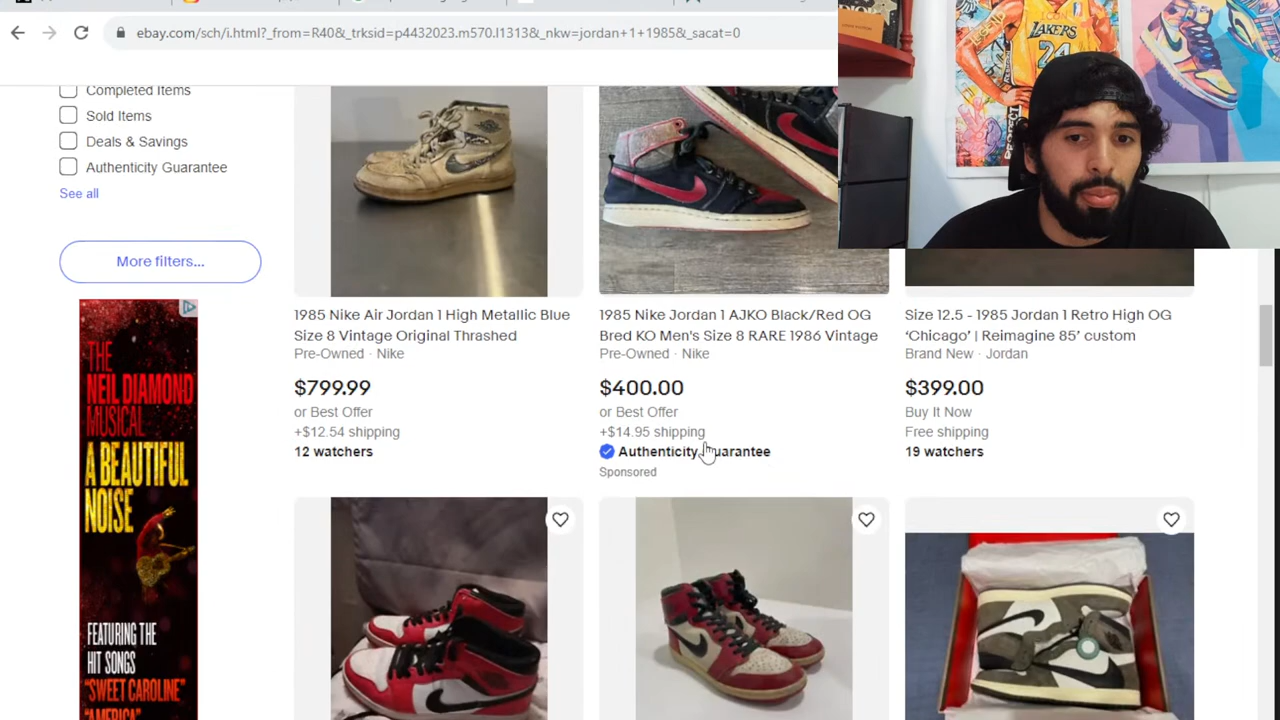 ebay.com/sch/i.html?_from=R40&_trksid=p4432023.m570.l1313&_nkw=jordan+1+1985&_sacat=0
Completed Items
Sold Items
Deals & Savings
Authenticity Guarantee
See all
More filters...
THE
NEIL DIAMOND
MUSICAL
A BEAUTIFUL
NOISE
FEATURING THE
HIT SONGS
"SWEET CAROLINE"
"AMERICA"
1985 Nike Air Jordan 1 High Metallic Blue
Size 8 Vintage Original Thrashed
Pre-Owned · Nike
$799.99
or Best Offer
+$12.54 shipping
12 watchers
1985 Nike Jordan 1 AJKO Black/Red OG
Bred KO Men's Size 8 RARE 1986 Vintage
Pre-Owned · Nike
$400.00
or Best Offer
+$14.95 shipping
Authenticity Guarantee
Sponsored
Size 12.5 - 1985 Jordan 1 Retro High OG
‘Chicago’ | Reimagine 85’ custom
Brand New · Jordan
$399.00
Buy It Now
Free shipping
19 watchers
LAKERS
24